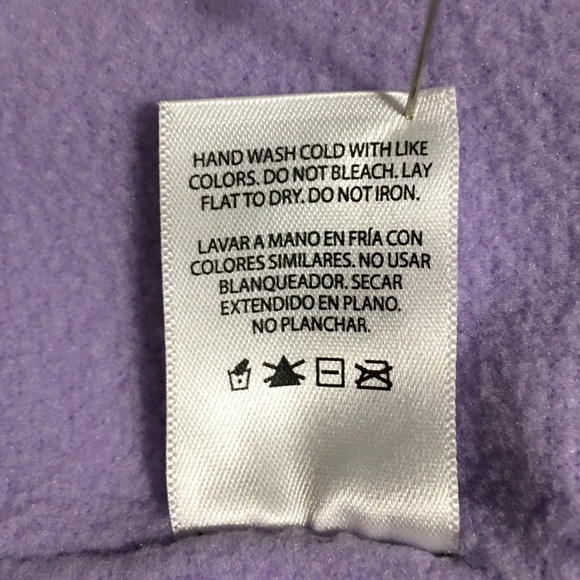 HAND WASH COLD WITH LIKE
COLORS. DO NOT BLEACH. LAY
FLAT TO DRY. DO NOT IRON.
LAVAR A MANO EN FRÍA CON
COLORES SIMILARES. NO USAR
BLANQUEADOR. SECAR
EXTENDIDO EN PLANO.
NO PLANCHAR.